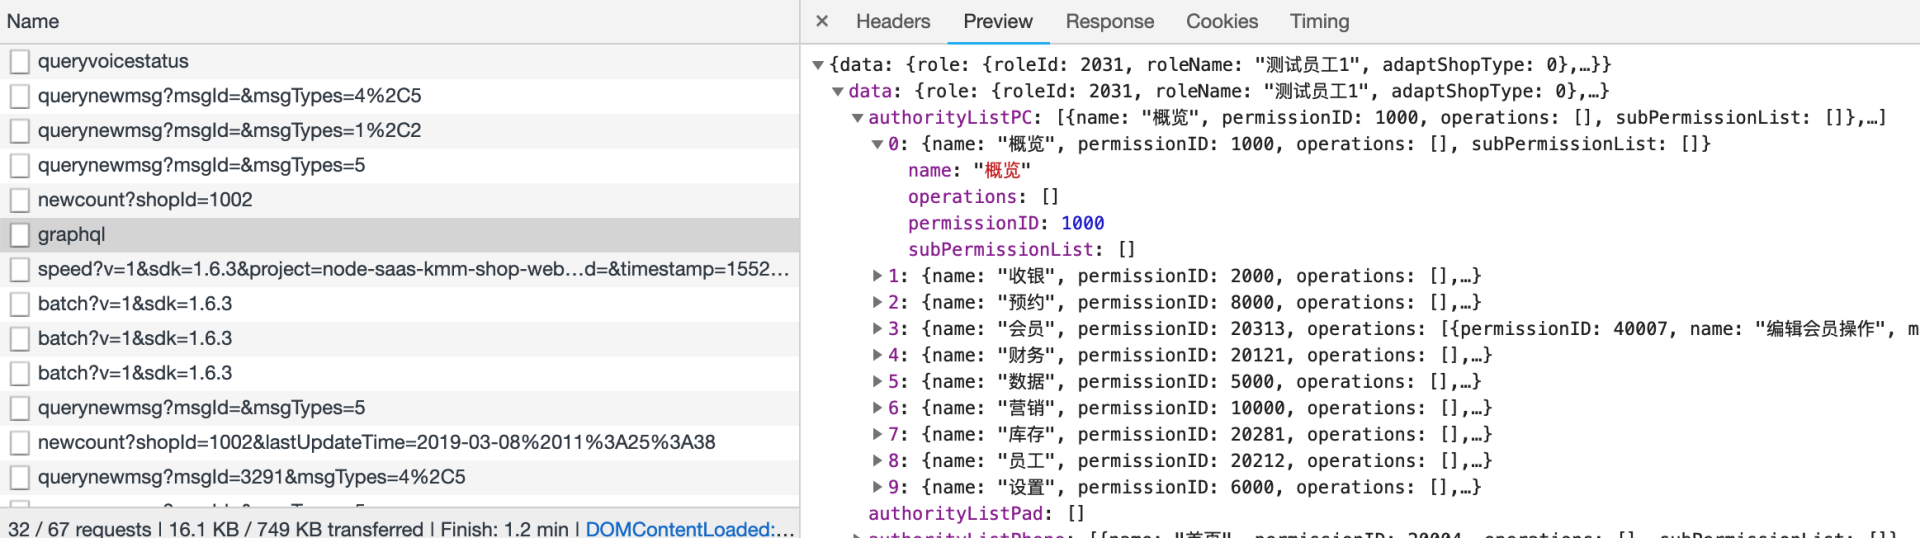 Name
queryvoicestatus
querynewmsg?msgId=&msgTypes=4%2C5
querynewmsg?msgId=&msgTypes=1%2C2
querynewmsg?msgId=&msgTypes=5
newcount?shopId=1002
graphql
speed?v=1&sdk=1.6.3&project=node-saas-kmm-shop-web…d=&timestamp=1552…
batch?v=1&sdk=1.6.3
batch?v=1&sdk=1.6.3
batch?v=1&sdk=1.6.3
querynewmsg?msgId=&msgTypes=5
newcount?shopId=1002&lastUpdateTime=2019-03-08%2011%3A25%3A38
querynewmsg?msgId=3291&msgTypes=4%2C5
32 / 67 requests | 16.1 KB / 749 KB transferred | Finish: 1.2 min | DOMContentLoaded:…
× Headers Preview Response Cookies Timing
▼{data: {role: {roleId: 2031, roleName: "测试员工1", adaptShopType: 0},…}}
▼data: {role: {roleId: 2031, roleName: "测试员工1", adaptShopType: 0},…}
▼authorityListPC: [{name: "概览", permissionID: 1000, operations: [], subPermissionList: []},…]
▼0: {name: "概览", permissionID: 1000, operations: [], subPermissionList: []}
name: "概览"
operations: []
permissionID: 1000
subPermissionList: []
▶1: {name: "收银", permissionID: 2000, operations: [],…}
▶2: {name: "预约", permissionID: 8000, operations: [],…}
▶3: {name: "会员", permissionID: 20313, operations: [{permissionID: 40007, name: "编辑会员操作", m
▶4: {name: "财务", permissionID: 20121, operations: [],…}
▶5: {name: "数据", permissionID: 5000, operations: [],…}
▶6: {name: "营销", permissionID: 10000, operations: [],…}
▶7: {name: "库存", permissionID: 20281, operations: [],…}
▶8: {name: "员工", permissionID: 20212, operations: [],…}
▶9: {name: "设置", permissionID: 6000, operations: [],…}
authorityListPad: []
▶authorityListPhone: [{name: "首页", permissionID: 20004, operations: [], subPermissionList: []}